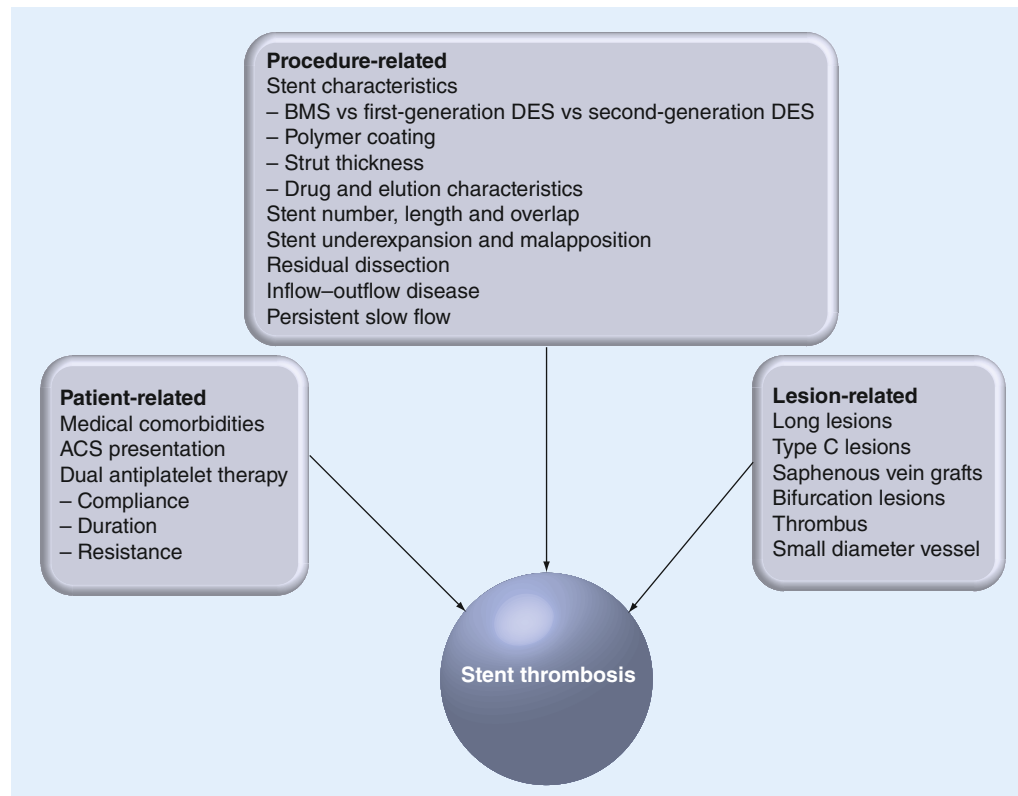 Procedure-related
Stent characteristics
– BMS vs first-generation DES vs second-generation DES
– Polymer coating
– Strut thickness
– Drug and elution characteristics
Stent number, length and overlap
Stent underexpansion and malapposition
Residual dissection
Inflow–outflow disease
Persistent slow flow
Patient-related
Medical comorbidities
ACS presentation
Dual antiplatelet therapy
– Compliance
– Duration
– Resistance
Lesion-related
Long lesions
Type C lesions
Saphenous vein grafts
Bifurcation lesions
Thrombus
Small diameter vessel
Stent thrombosis